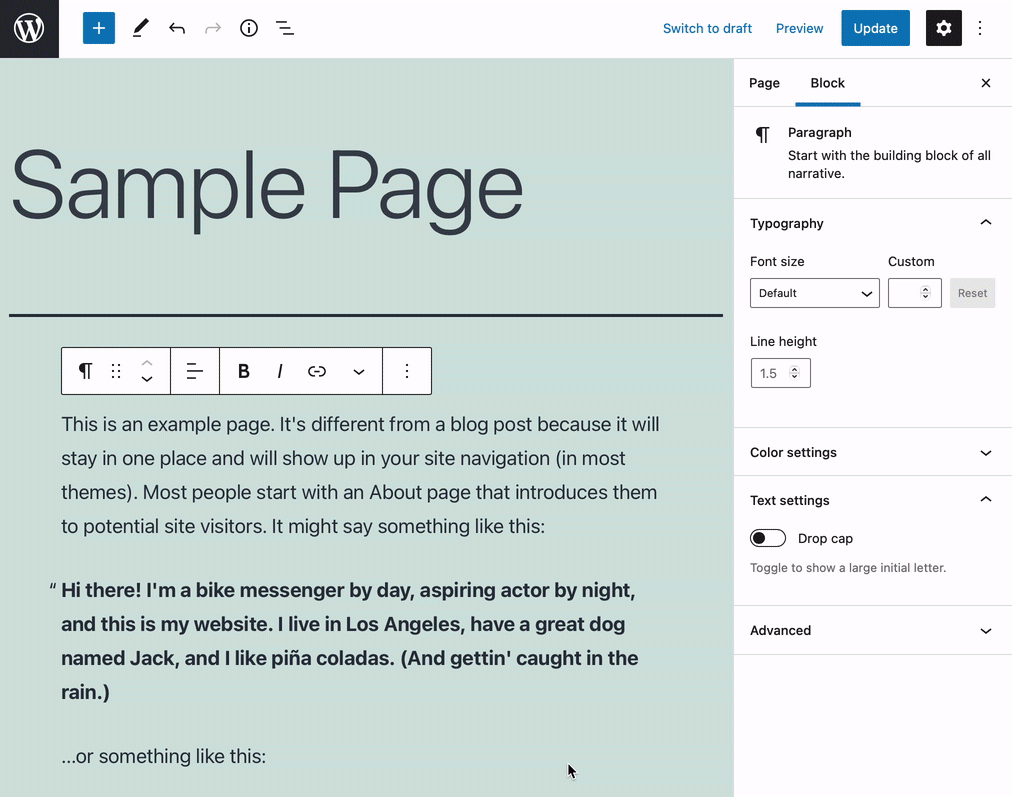 Switch to draft Preview Update
Page Block
Paragraph
Start with the building block of all
narrative.
Typography
Font size Custom
Default Reset
Line height
1.5
Color settings
Text settings
Drop cap
Toggle to show a large initial letter.
Advanced
Sample Page
B I
This is an example page. It's different from a blog post because it will
stay in one place and will show up in your site navigation (in most
themes). Most people start with an About page that introduces them
to potential site visitors. It might say something like this:
“Hi there! I'm a bike messenger by day, aspiring actor by night,
and this is my website. I live in Los Angeles, have a great dog
named Jack, and I like piña coladas. (And gettin' caught in the
rain.)
...or something like this: